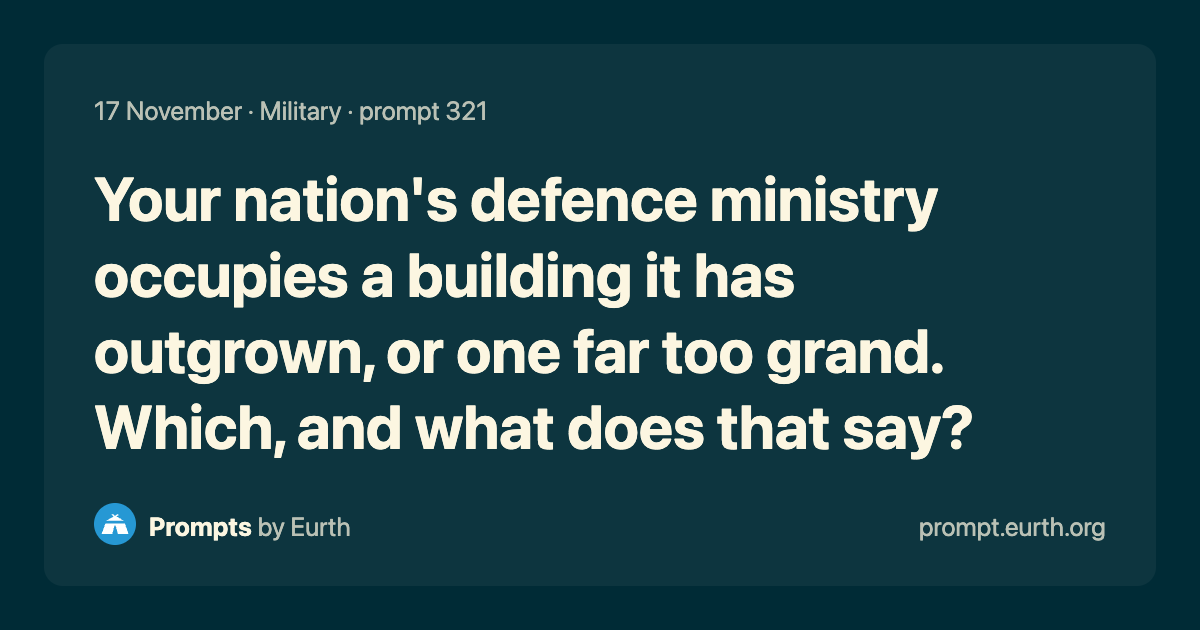 17 November · Military · prompt 321
Your nation's defence ministry
occupies a building it has
outgrown, or one far too grand.
Which, and what does that say?
Prompts by Eurth
prompt.eurth.org